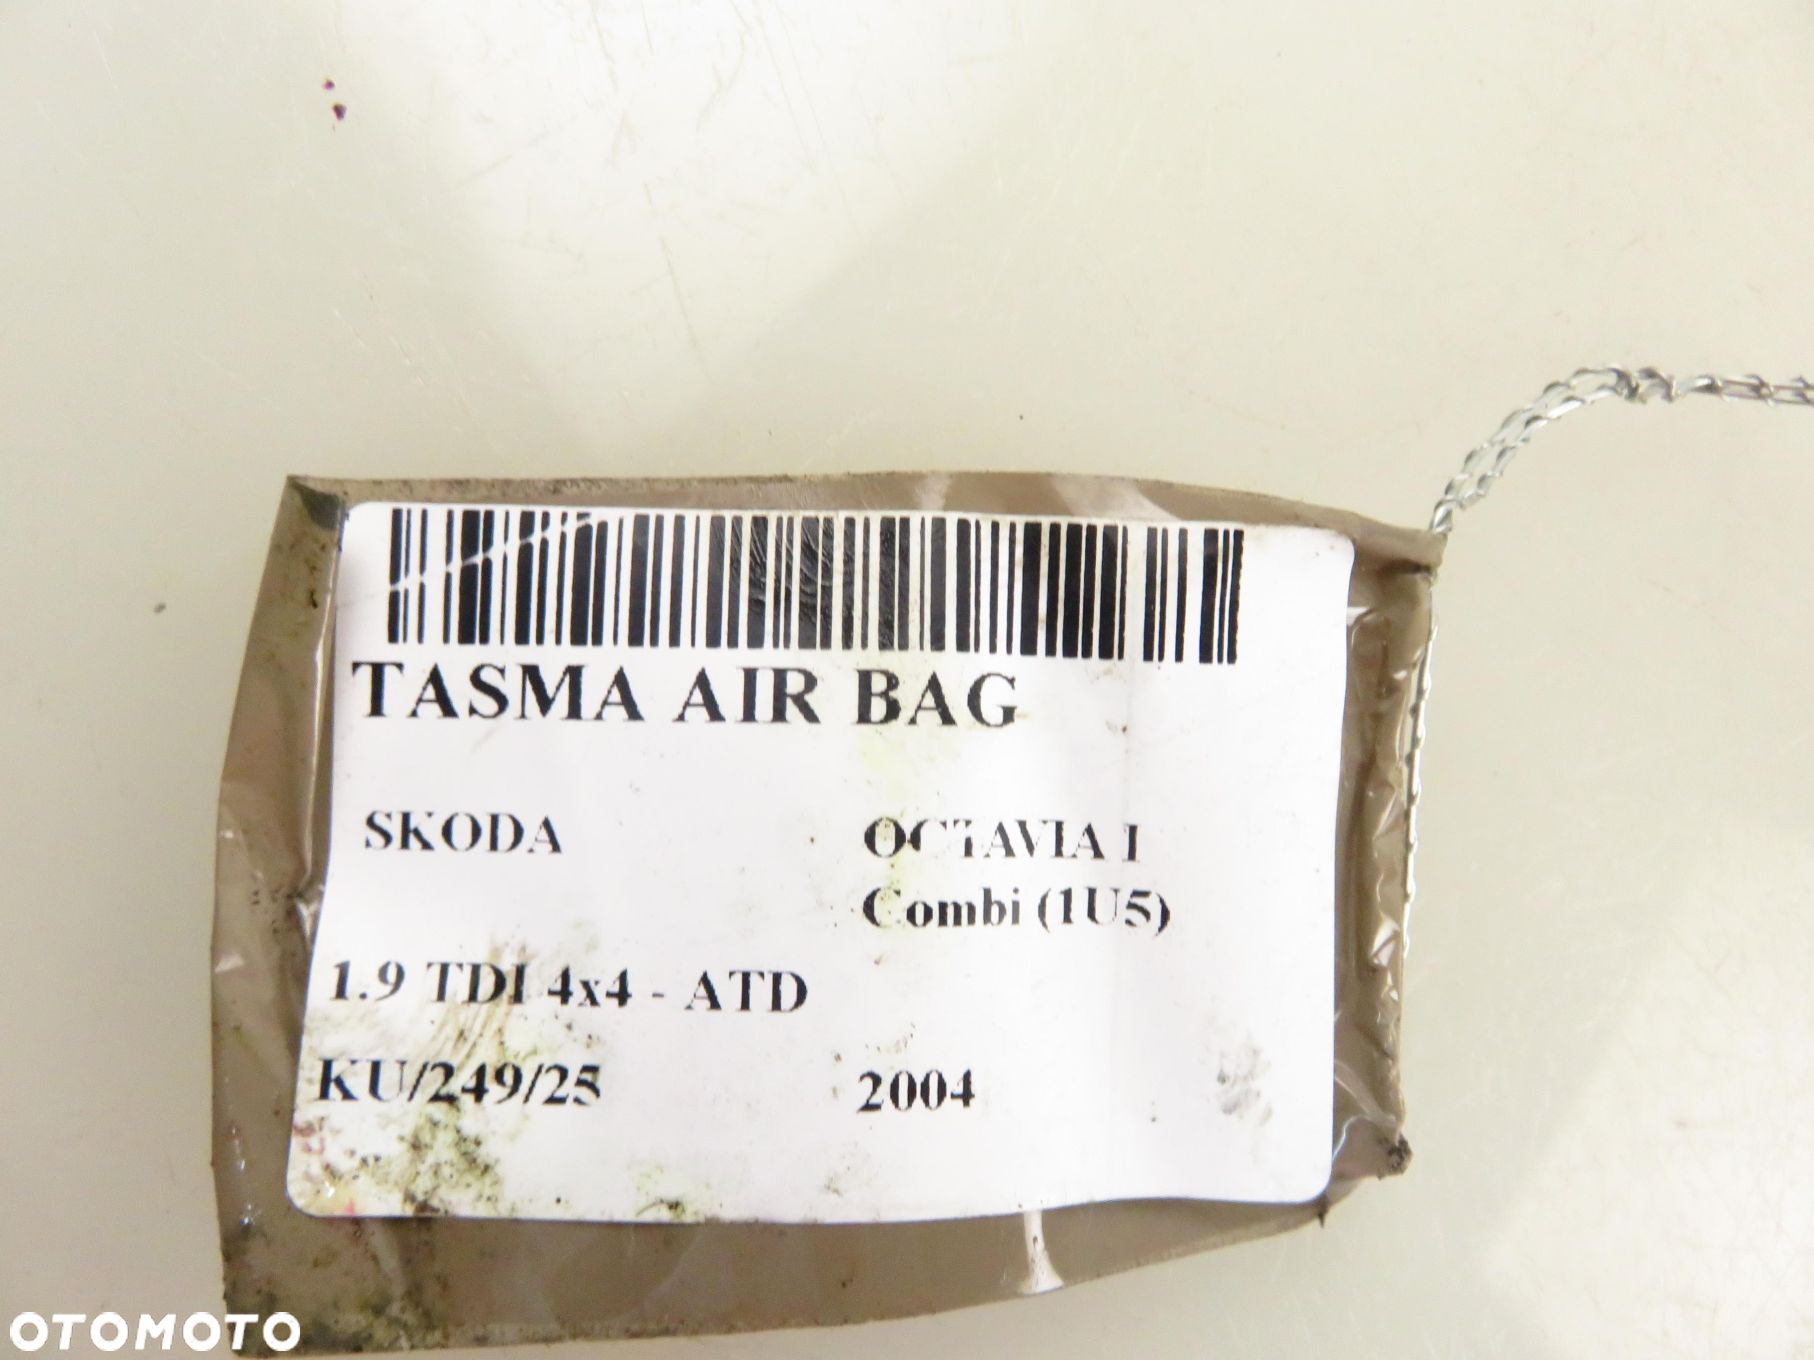 TASMA AIR BAG
SKODA OCTAVIA I
Combi (1U5)
1.9 TDI 4x4 - ATD
KU/249/25 2004
OTOMOTO